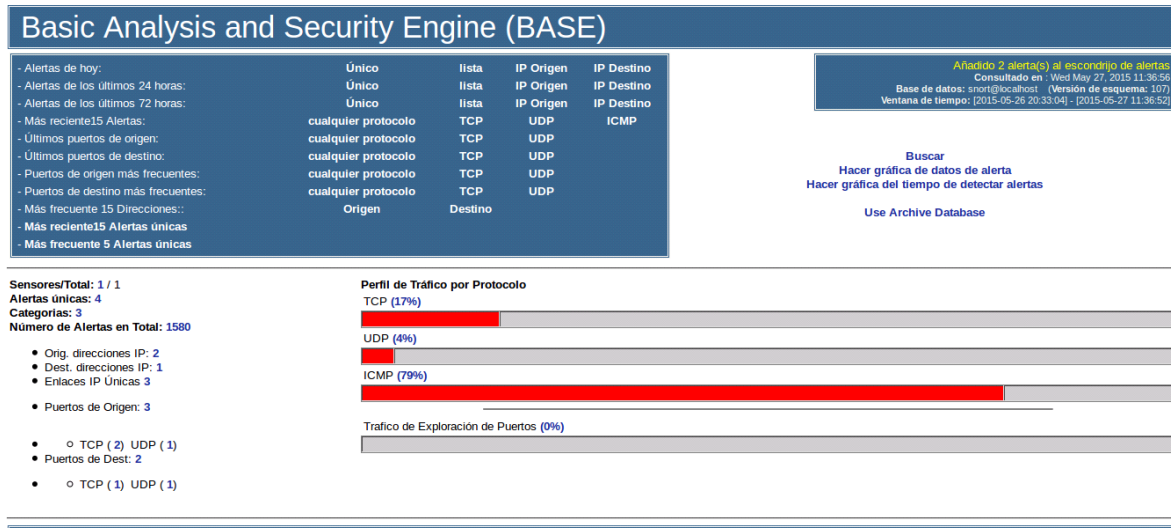 Basic Analysis and Security Engine (BASE)
- Alertas de hoy: Único lista IP Origen IP Destino
- Alertas de los últimos 24 horas: Único lista IP Origen IP Destino
- Alertas de los últimos 72 horas: Único lista IP Origen IP Destino
- Más reciente15 Alertas: cualquier protocolo TCP UDP ICMP
- Últimos puertos de origen: cualquier protocolo TCP UDP
- Últimos puertos de destino: cualquier protocolo TCP UDP
- Puertos de origen más frecuentes: cualquier protocolo TCP UDP
- Puertos de destino más frecuentes: cualquier protocolo TCP UDP
- Más frecuente 15 Direcciones:: Origen Destino
- Más reciente15 Alertas únicas
- Más frecuente 5 Alertas únicas
Añadido 2 alerta(s) al escondrijo de alertas
Consultado en : Wed May 27, 2015 11:36:56
Base de datos: snort@localhost (Versión de esquema: 107)
Ventana de tiempo: [2015-05-26 20:33:04] - [2015-05-27 11:36:52]
Buscar
Hacer gráfica de datos de alerta
Hacer gráfica del tiempo de detectar alertas
Use Archive Database
Sensores/Total: 1 / 1
Alertas únicas: 4
Categorias: 3
Número de Alertas en Total: 1580
Orig. direcciones IP: 2
Dest. direcciones IP: 1
Enlaces IP Únicas 3
Puertos de Origen: 3
TCP ( 2) UDP ( 1)
Puertos de Dest: 2
TCP ( 1) UDP ( 1)
Perfil de Tráfico por Protocolo
TCP (17%)
UDP (4%)
ICMP (79%)
Trafico de Exploración de Puertos (0%)